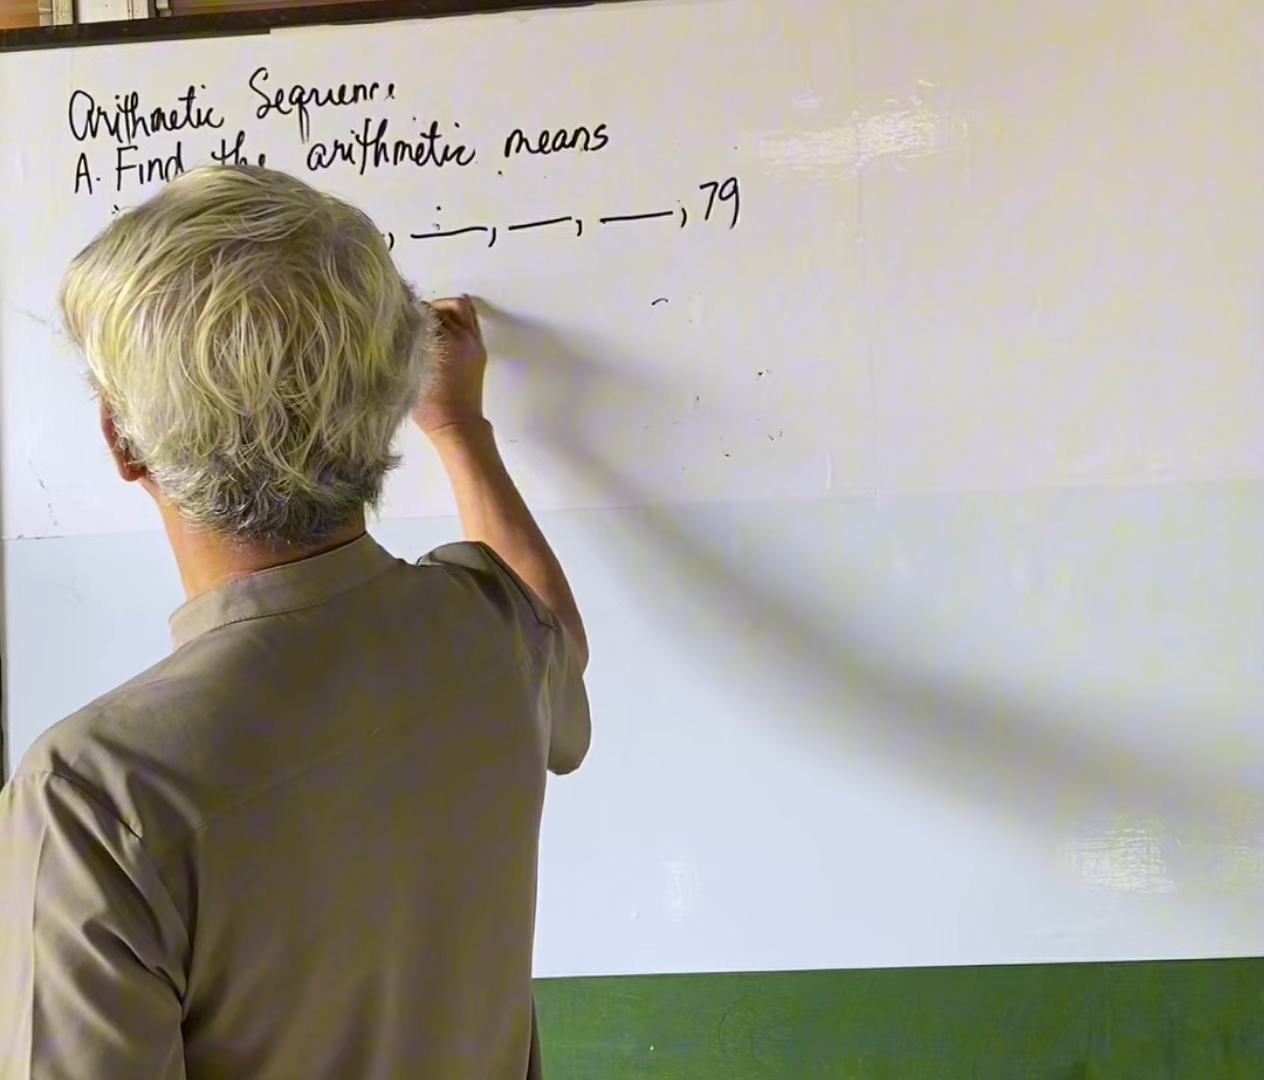 Arithmetic Sequence
A. Find the arithmetic means
, ___, ___, ___, 79